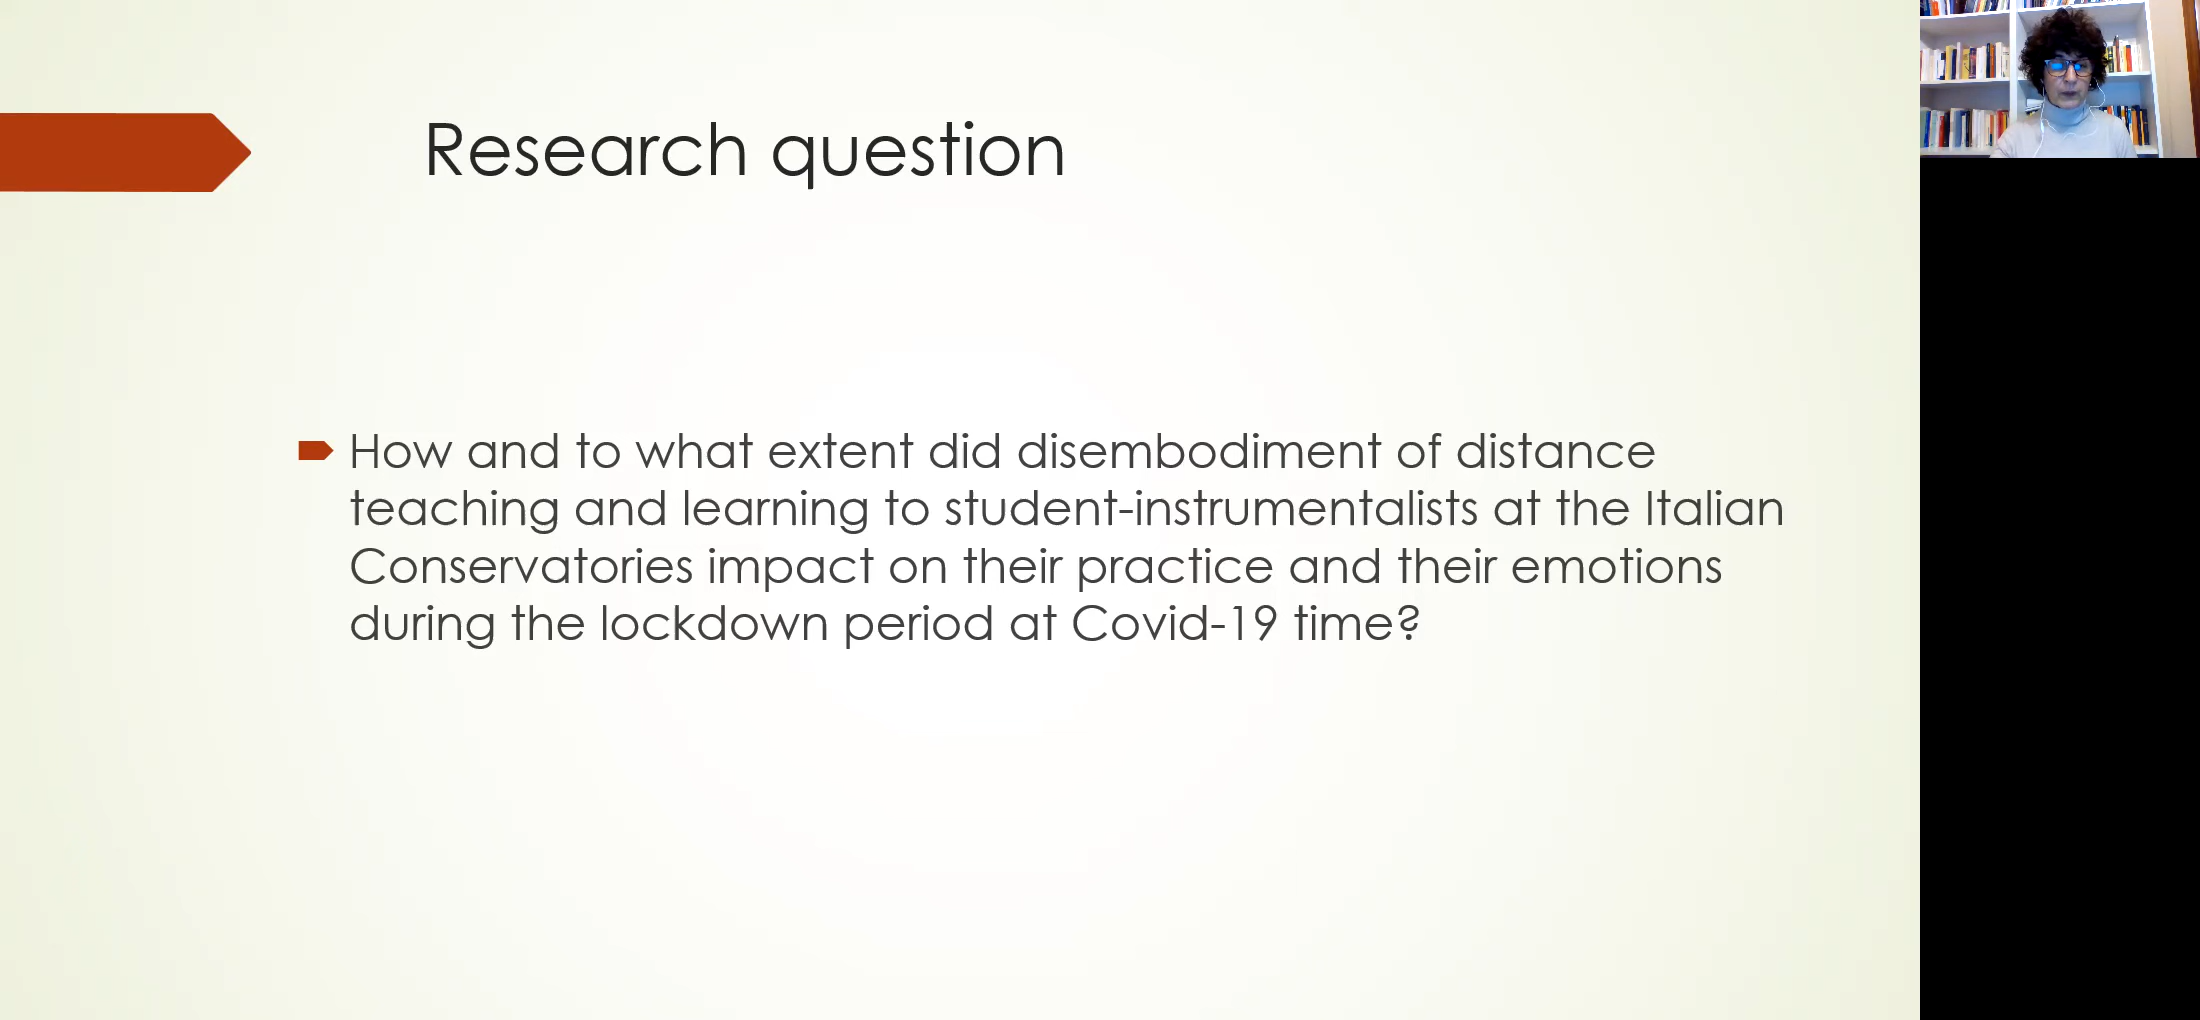 Research question
How and to what extent did disembodiment of distance
teaching and learning to student-instrumentalists at the Italian
Conservatories impact on their practice and their emotions
during the lockdown period at Covid-19 time?